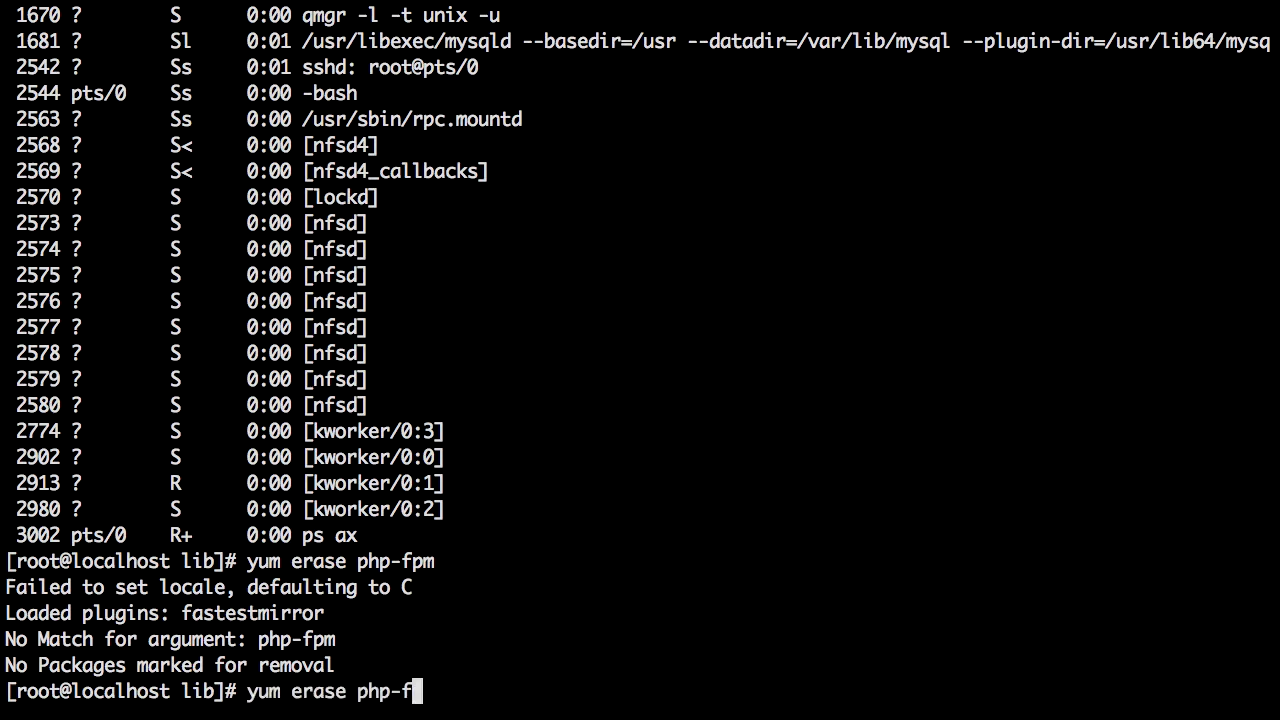 1670 ? S 0:00 qmgr -l -t unix -u
1681 ? Sl 0:01 /usr/libexec/mysqld --basedir=/usr --datadir=/var/lib/mysql --plugin-dir=/usr/lib64/mysq
2542 ? Ss 0:01 sshd: root@pts/0
2544 pts/0 Ss 0:00 -bash
2563 ? Ss 0:00 /usr/sbin/rpc.mountd
2568 ? S< 0:00 [nfsd4]
2569 ? S< 0:00 [nfsd4_callbacks]
2570 ? S 0:00 [lockd]
2573 ? S 0:00 [nfsd]
2574 ? S 0:00 [nfsd]
2575 ? S 0:00 [nfsd]
2576 ? S 0:00 [nfsd]
2577 ? S 0:00 [nfsd]
2578 ? S 0:00 [nfsd]
2579 ? S 0:00 [nfsd]
2580 ? S 0:00 [nfsd]
2774 ? S 0:00 [kworker/0:3]
2902 ? S 0:00 [kworker/0:0]
2913 ? R 0:00 [kworker/0:1]
2980 ? S 0:00 [kworker/0:2]
3002 pts/0 R+ 0:00 ps ax
[root@localhost lib]# yum erase php-fpm
Failed to set locale, defaulting to C
Loaded plugins: fastestmirror
No Match for argument: php-fpm
No Packages marked for removal
[root@localhost lib]# yum erase php-f